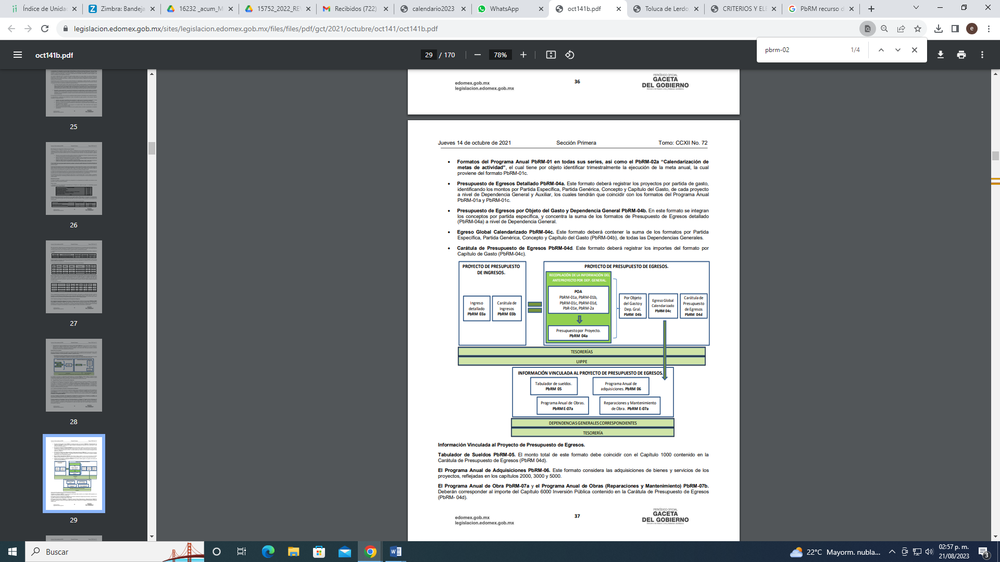 Índice de Unida
Zimbra: Bandeja
16232 _acum_M
15752_2022_RE
Recibidos (722)
calendario2023
WhatsApp
oct141b.pdf
Toluca de Lerdo
CRITERIOS Y ELE
PbRM recurso d
legislacion.edomex.gob.mx/sites/legislacion.edomex.gob.mx/files/files/pdf/gct/2021/octubre/oct141/oct141b.pdf
e
oct141b.pdf
29 / 170
78%
pbrm-02
1/4
25
26
27
28
29
edomex.gob.mx
legislacion.edomex.gob.mx
36
PERIÓDICO OFICIAL
GACETA
DEL GOBIERNO
Jueves 14 de octubre de 2021
Sección Primera
Tomo: CCXII No. 72
• Formatos del Programa Anual PbRM-01 en todas sus series, así como el PbRM-02a “Calendarización de
metas de actividad”, el cual tiene por objeto identificar trimestralmente la ejecución de la meta anual, la cual
proviene del formato PbRM-01c.
• Presupuesto de Egresos Detallado PbRM-04a. Este formato deberá registrar los proyectos por partida de gasto,
identificando los montos por Partida Específica, Partida Genérica, Concepto y Capítulo del Gasto, de cada proyecto
a nivel de Dependencia General y Auxiliar, los cuales tendrán que coincidir con los formatos del Programa Anual
PbRM-01a y PbRM-01c.
• Presupuesto de Egresos por Objeto del Gasto y Dependencia General PbRM-04b. En este formato se integran
los conceptos por partida específica, y concentra la suma de los formatos de Presupuesto de Egresos detallado
(PbRM-04a) a nivel de Dependencia General.
• Egreso Global Calendarizado PbRM-04c. Este formato deberá contener la suma de los formatos por Partida
Específica, Partida Genérica, Concepto y Capítulo del Gasto (PbRM-04b), de todas las Dependencias Generales.
• Carátula de Presupuesto de Egresos PbRM-04d. Este formato deberá registrar los importes del formato por
Capítulo de Gasto (PbRM-04c).
PROYECTO DE PRESUPUESTO
DE INGRESOS.
Ingreso
detallado
PbRM 03a
Carátula de
Ingresos
PbRM 03b
PROYECTO DE PRESUPUESTO DE EGRESOS.
RECOPILACIÓN DE LA INFORMACIÓN DEL
ANTEPROYECTO POR DEP. GENERAL
POA
PbRM-01a, PbRM-01b,
PbRM-01c, PbRM-01d,
PbR-01e, PbRM-2a
Presupuesto por Proyecto.
PbRM 04a
Por Objeto
del Gasto y
Dep. Gral.
PbRM 04b
Egreso Global
Calendarizado
PbRM 04c
Carátula de
Presupuesto
de Egresos
PbRM 04d
TESORERÍAS
UIPPE
INFORMACIÓN VINCULADA AL PROYECTO DE PRESUPUESTO DE EGRESOS.
Tabulador de sueldos.
PbRM 05
Programa Anual de
adquisiciones. PbRM 06
Programa Anual de Obras.
PbRM E-07a
Reparaciones y Mantenimiento
de Obra. PbRM E-07a
DEPENDENCIAS GENERALES CORRESPONDIENTES
TESORERÍA
Información Vinculada al Proyecto de Presupuesto de Egresos.
Tabulador de Sueldos PbRM-05. El monto total de este formato debe coincidir con el Capítulo 1000 contenido en la
Carátula de Presupuesto de Egresos (PbRM 04d).
El Programa Anual de Adquisiciones PbRM-06. Este formato considera las adquisiciones de bienes y servicios de los
proyectos, reflejadas en los capítulos 2000, 3000 y 5000.
El Programa Anual de Obra PbRM-07a y el Programa Anual de Obras (Reparaciones y Mantenimiento) PbRM-07b.
Deberán corresponder al importe del Capítulo 6000 Inversión Pública contenido en la Carátula de Presupuesto de Egresos
(PbRM- 04d).
edomex.gob.mx
legislacion.edomex.gob.mx
37
PERIÓDICO OFICIAL
GACETA
DEL GOBIERNO
Buscar
22°C Mayorm. nubla...
02:57 p. m.
21/08/2023
3